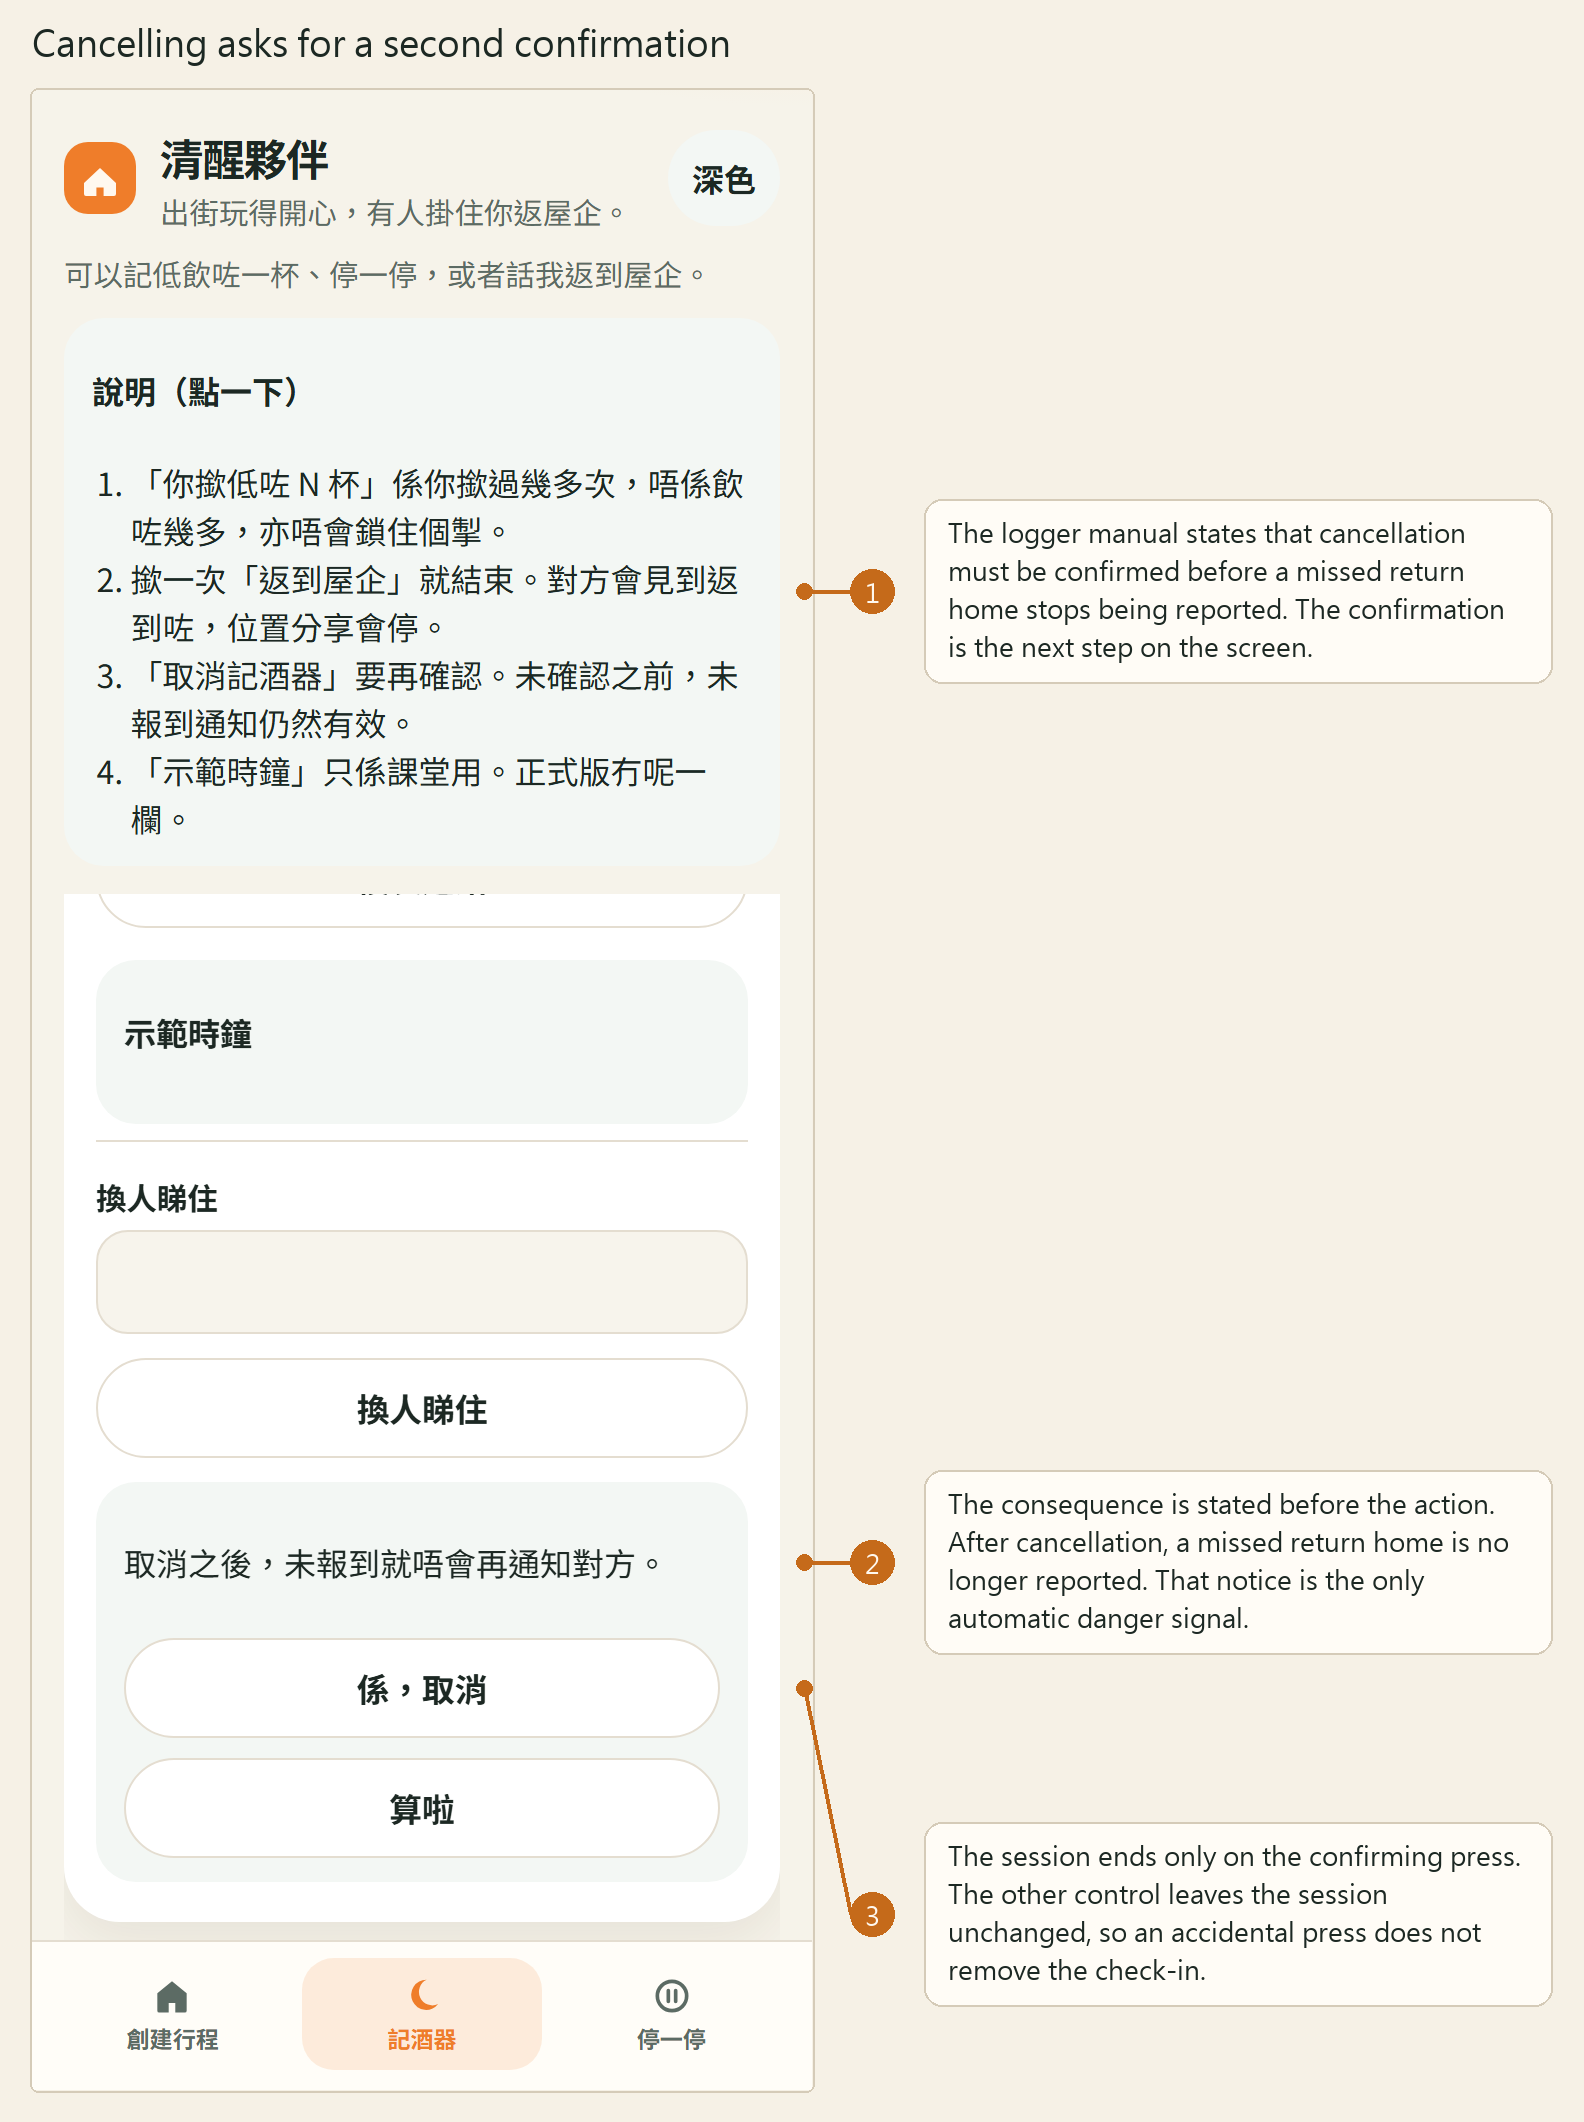 Cancelling asks for a second confirmation
清醒夥伴
出街玩得開心，有人掛住你返屋企。
深色
可以記低飲咗一杯、停一停，或者話我返到屋企。
說明（點一下）
1. 「你撳低咗 N 杯」係你撳過幾多次，唔係飲
咗幾多，亦唔會鎖住個掣。
2. 撳一次「返到屋企」就結束。對方會見到返
到咗，位置分享會停。
3. 「取消記酒器」要再確認。未確認之前，未
報到通知仍然有效。
4. 「示範時鐘」只係課堂用。正式版冇呢一
欄。
1
The logger manual states that cancellation
must be confirmed before a missed return
home stops being reported. The confirmation
is the next step on the screen.
示範時鐘
換人睇住
換人睇住
取消之後，未報到就唔會再通知對方。
2
The consequence is stated before the action.
After cancellation, a missed return home is no
longer reported. That notice is the only
automatic danger signal.
係，取消
算啦
3
The session ends only on the confirming press.
The other control leaves the session
unchanged, so an accidental press does not
remove the check-in.
創建行程
記酒器
停一停